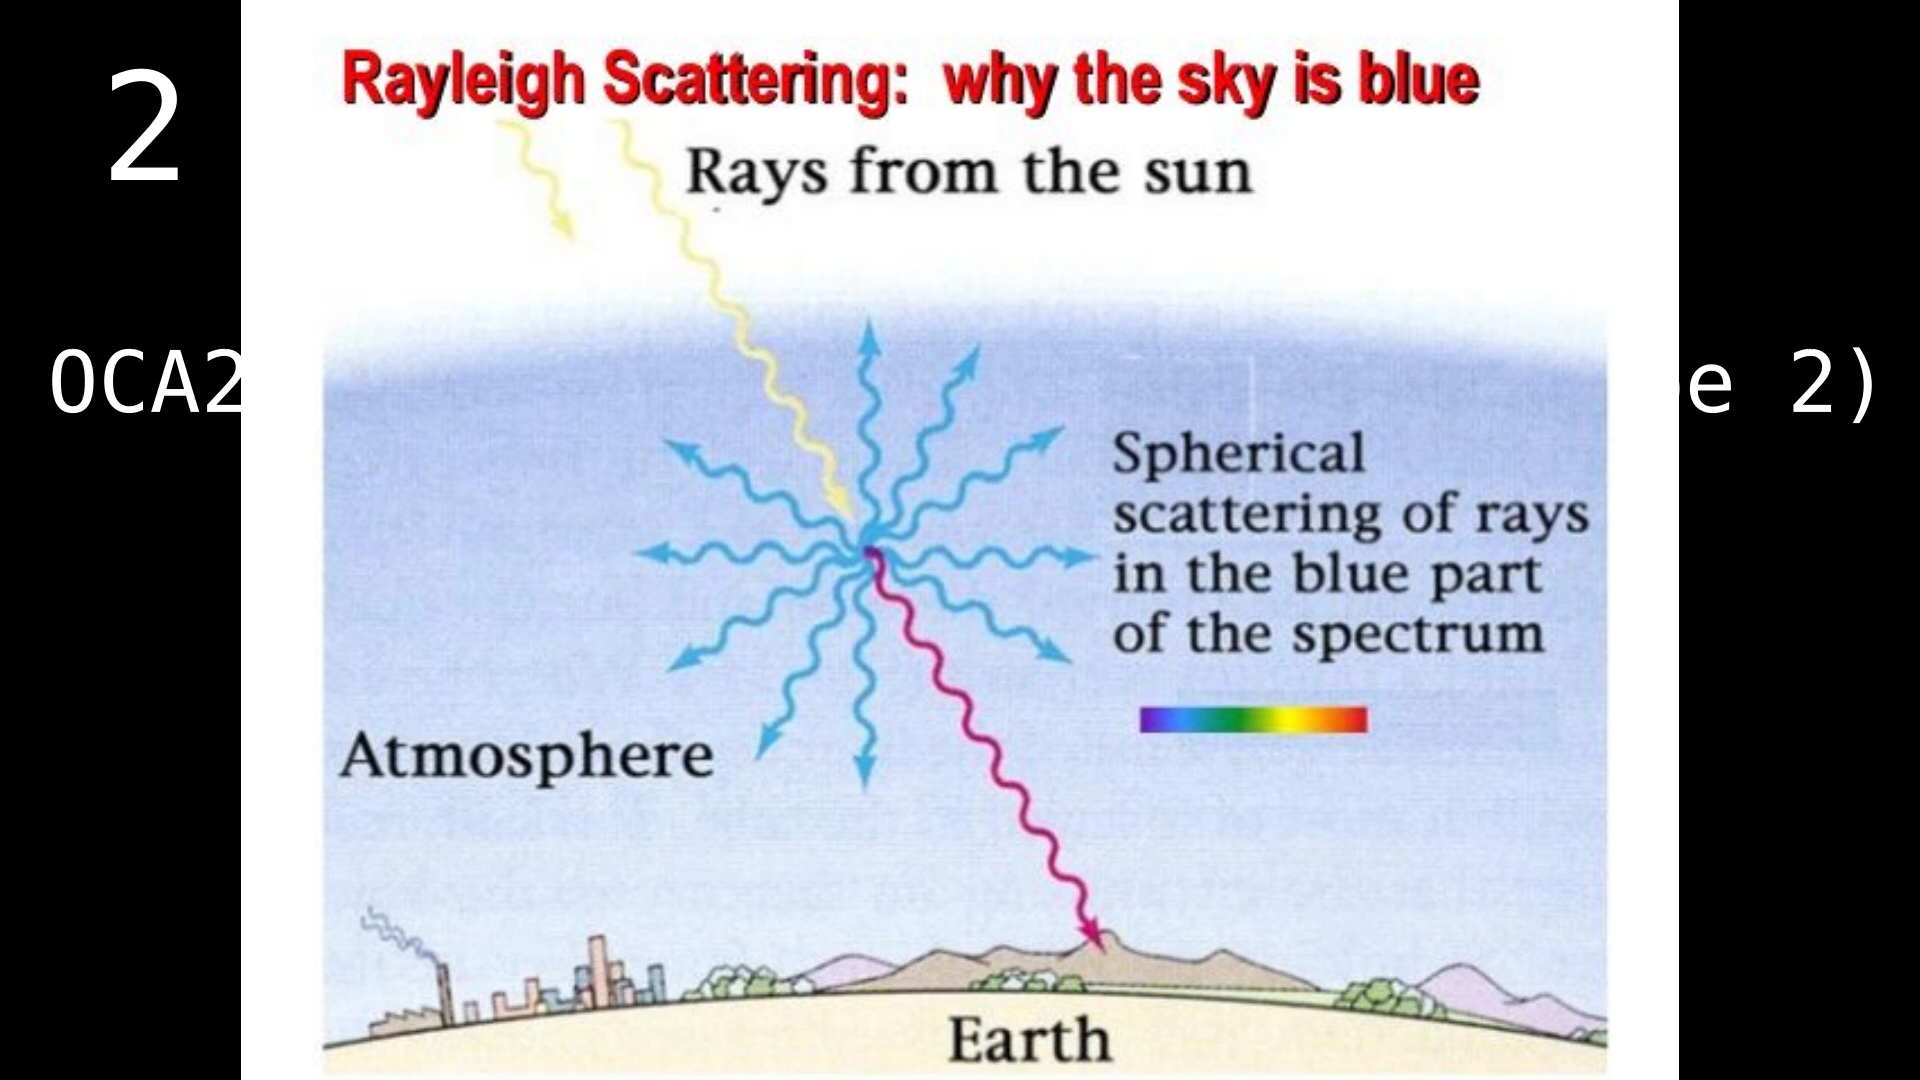 Rayleigh Scattering: why the sky is blue
2
Rays from the sun
OCA2
2)
Spherical
scattering of rays
in the blue part
of the spectrum
Atmosphere
Earth